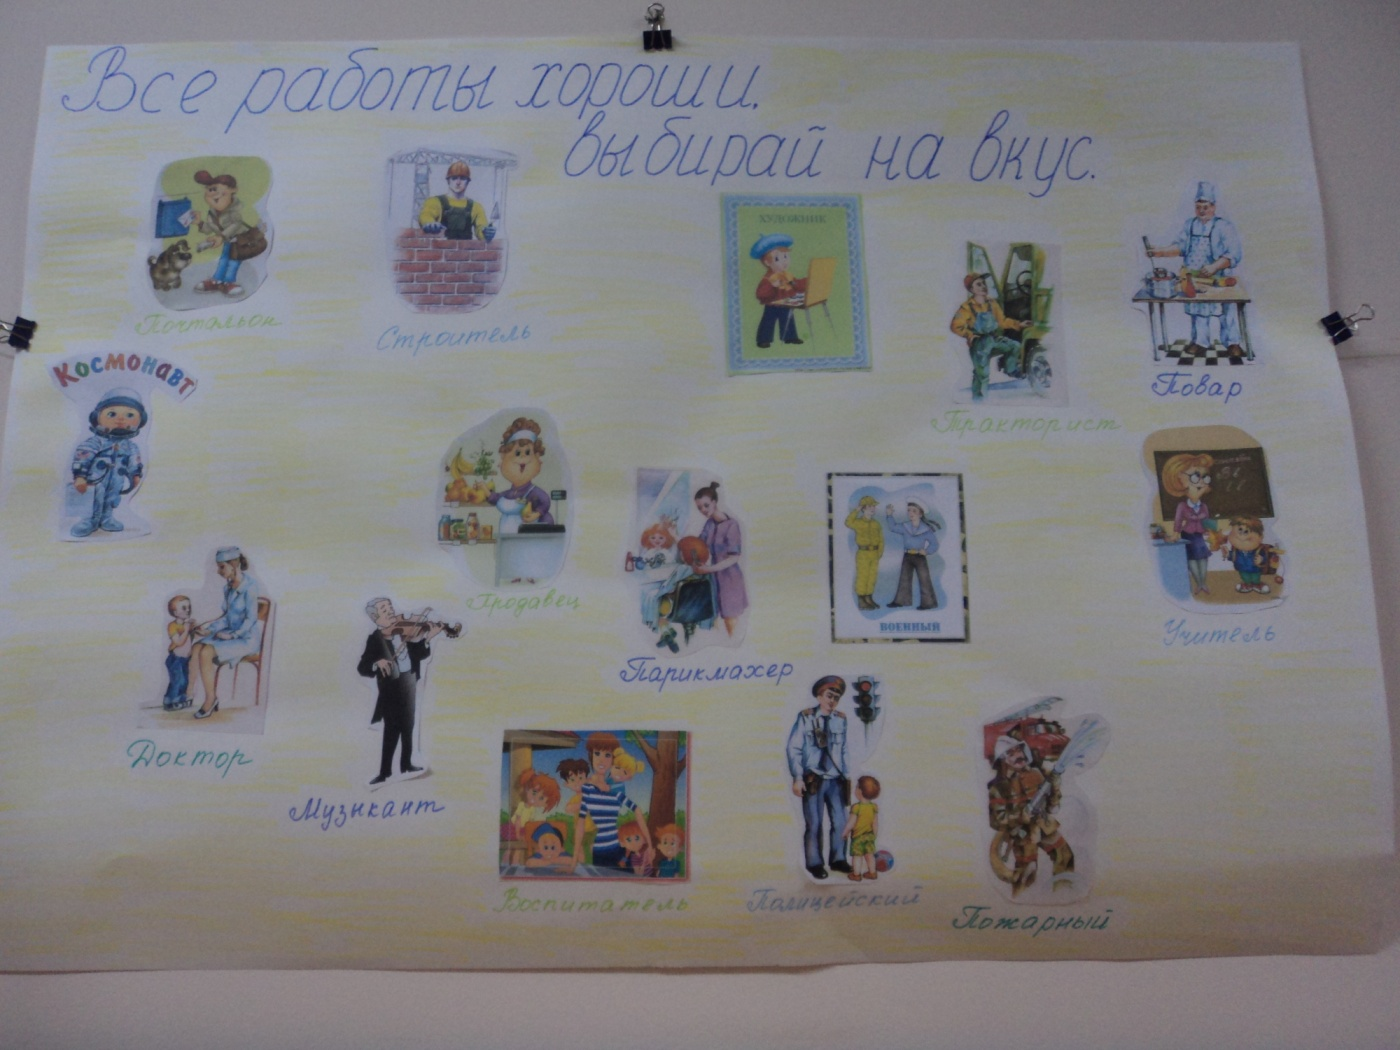 Все работы хороши,
выбирай на вкус.
Почтальон
Строитель
ХУДОЖНИК
Тракторист
Повар
Космонавт
Продавец
Парикмахер
ВОЕННЫЙ
Учитель
Доктор
Музыкант
Воспитатель
Полицейский
Пожарный